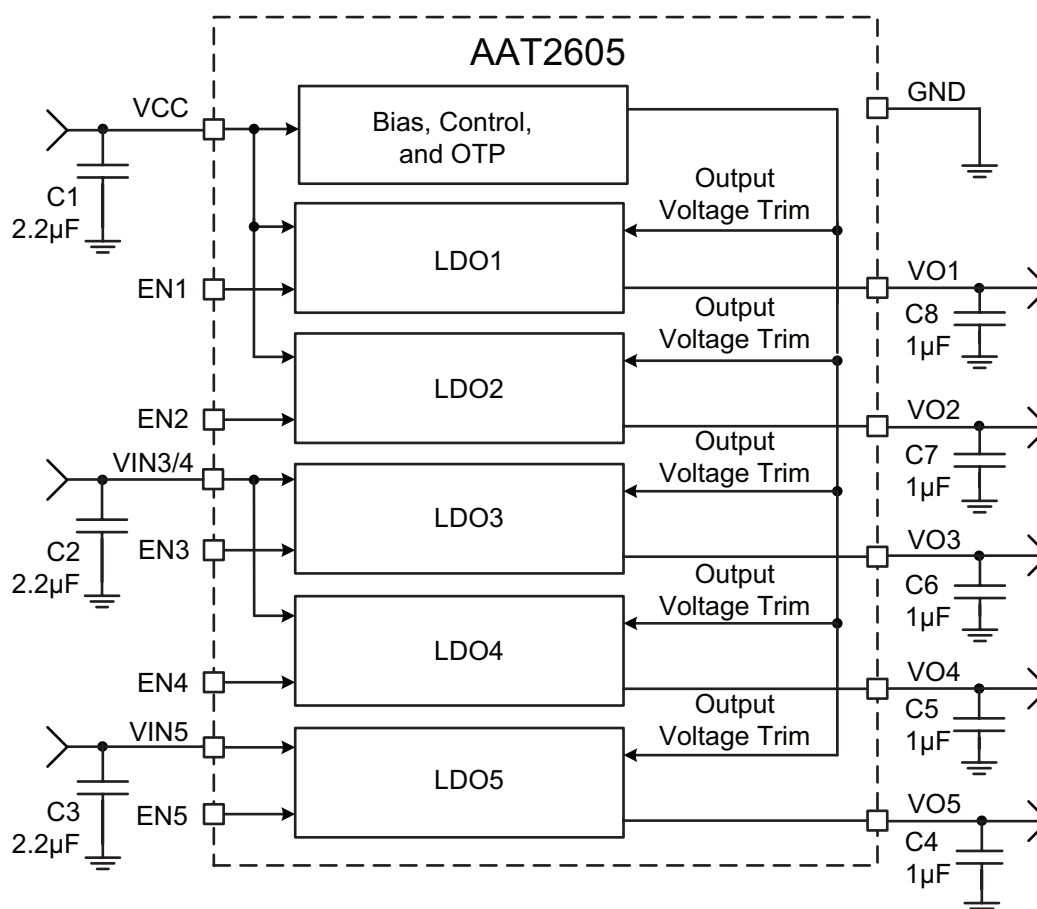 AAT2605
VCC
Bias, Control,
and OTP
GND
C1
2.2µF
Output
Voltage Trim
LDO1
EN1
VO1
C8
1µF
Output
Voltage Trim
LDO2
EN2
VO2
C7
1µF
VIN3/4
Output
Voltage Trim
LDO3
C2
2.2µF
EN3
VO3
C6
1µF
Output
Voltage Trim
LDO4
EN4
VO4
C5
1µF
VIN5
Output
Voltage Trim
LDO5
C3
2.2µF
EN5
VO5
C4
1µF